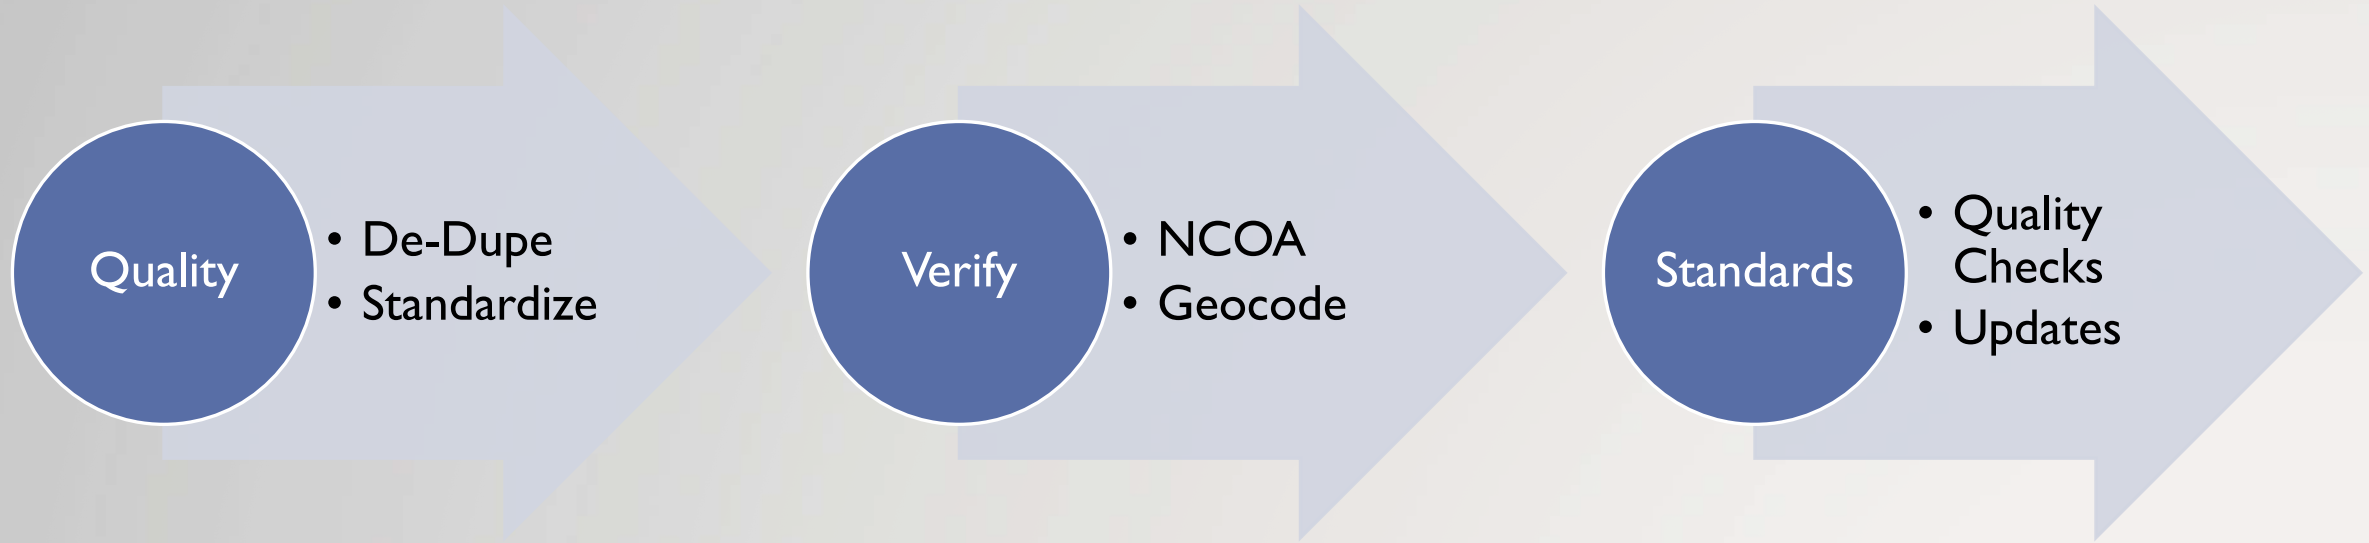 Quality
• De-Dupe
• Standardize
Verify
• NCOA
• Geocode
Standards
• Quality
Checks
• Updates